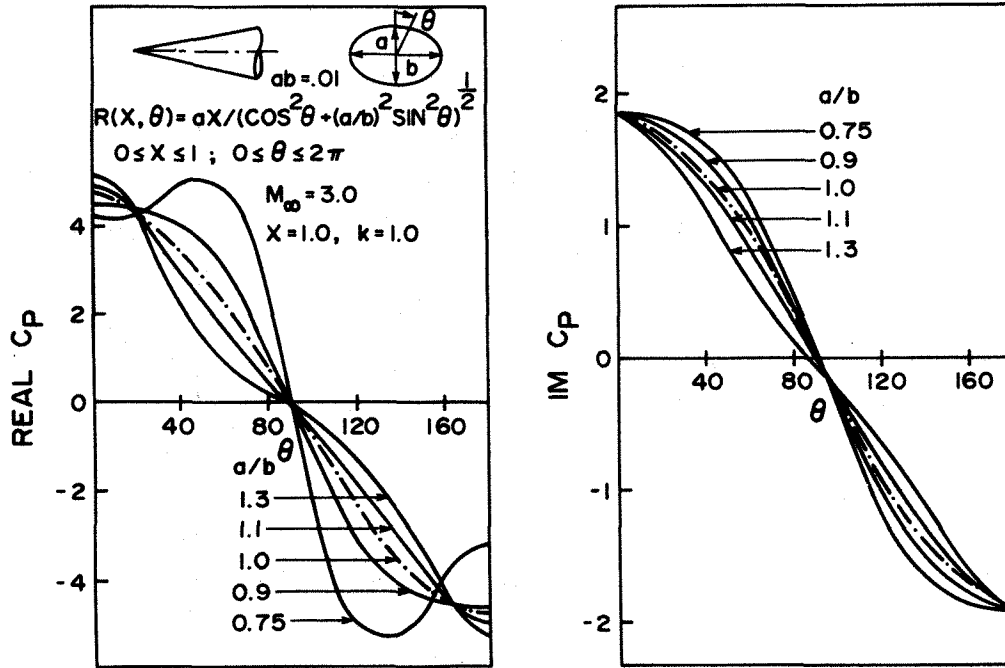 θ
a
b
ab = .01
R(X, θ) = aX/(COS²θ + (a/b)² SIN²θ)^½
0 ≤ X ≤ 1 ; 0 ≤ θ ≤ 2π
M∞ = 3.0
X = 1.0, k = 1.0
REAL Cp
4
2
0
-2
-4
40
80
120
160
θ
a/b
1.3
1.1
1.0
0.9
0.75
IM Cp
2
1
0
-1
-2
40
80
120
160
θ
a/b
0.75
0.9
1.0
1.1
1.3